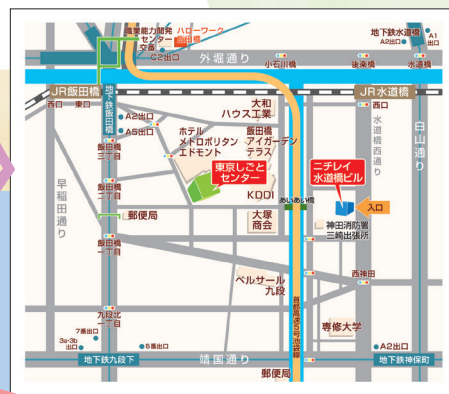 職業能力開発
センター
交番
ハローワーク
飯田橋
C2出口
外堀通り
地下鉄水道橋
A2出口
A1
出口
小石川橋
後楽橋
水道橋
JR飯田橋
JR水道橋
西口 東口
地下鉄飯田橋
西口
A2出口
A5出口
大和
ハウス工業
ホテル
メトロポリタン
エドモント
飯田橋
アイガーデン
テラス
飯田橋
二丁目
東京しごと
センター
ニチレイ
水道橋ビル
水道橋西通り
白山通り
早稲田通り
飯田橋
二丁目
KDDI
あいあい橋
入口
郵便局
大塚
商会
神田消防署
三崎出張所
飯田橋
一丁目
西神田
ベルサール
九段
首都高速5号池袋線
九段北
一丁目
専修大学
7番出口
3a・3b
出口
5番出口
A2出口
地下鉄九段下
靖国通り
地下鉄神保町
郵便局